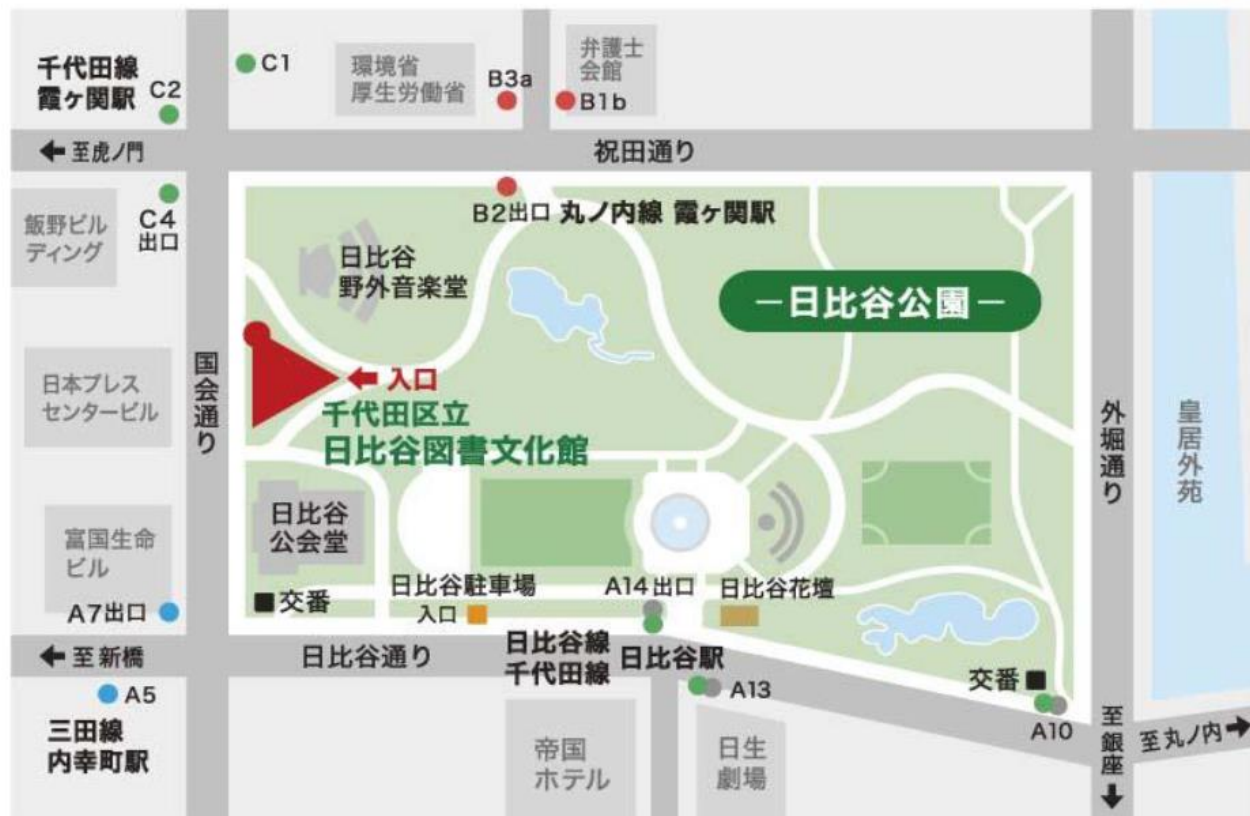 千代田線
霞ヶ関駅
C2
C1
環境省
厚生労働省
B3a
弁護士
会館
B1b
←至虎ノ門
祝田通り
飯野ビル
ディング
C4
出口
B2出口 丸ノ内線 霞ヶ関駅
日比谷
野外音楽堂
－日比谷公園－
日本プレス
センタービル
国会通り
←入口
千代田区立
日比谷図書文化館
外堀通り
皇居外苑
富国生命
ビル
日比谷
公会堂
A7出口
交番
日比谷駐車場
入口
A14出口
日比谷花壇
←至新橋
日比谷通り
日比谷線
千代田線
日比谷駅
A13
交番
A10
A5
三田線
内幸町駅
帝国
ホテル
日生
劇場
至銀座↓
至丸ノ内→